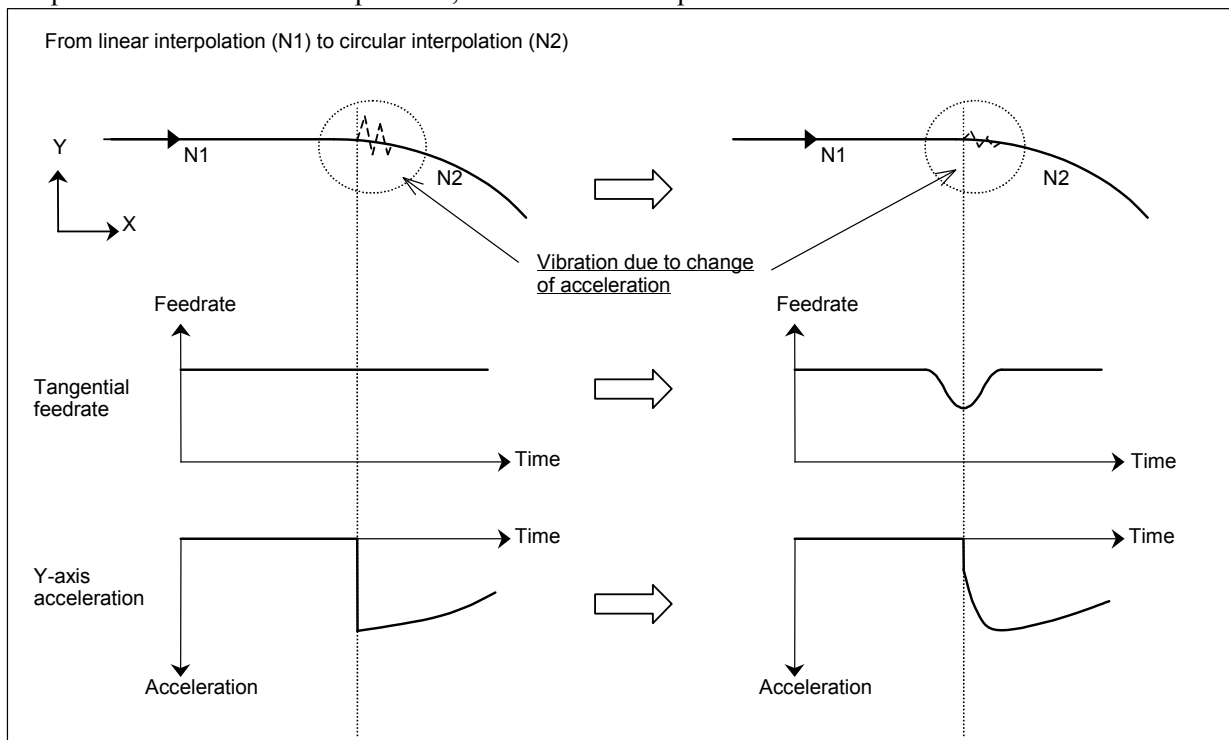 From linear interpolation (N1) to circular interpolation (N2)
Y
X
N1
N2
N1
N2
Vibration due to change
of acceleration
Feedrate
Feedrate
Tangential
feedrate
Time
Time
Time
Time
Y-axis
acceleration
Acceleration
Acceleration